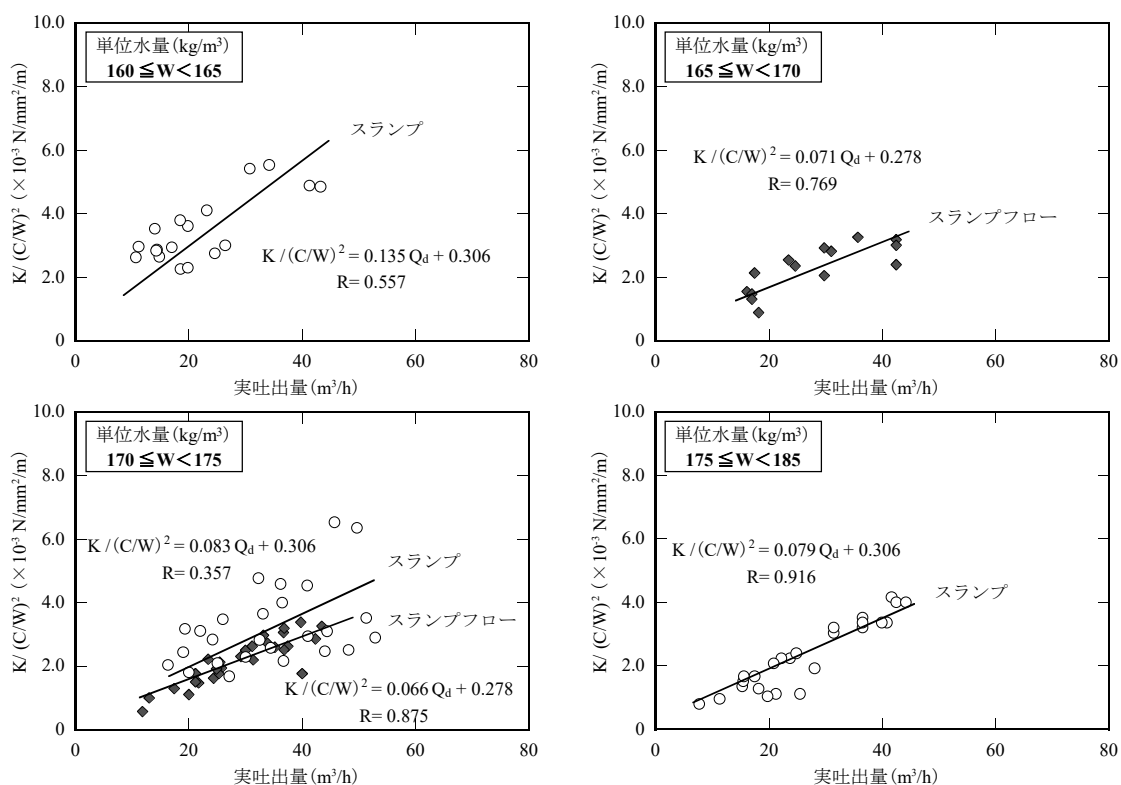 単位水量(kg/m³)
160≦W<165
スランプ
K/(C/W)² = 0.135 Qd + 0.306
R= 0.557
K/ (C/W)² (×10⁻³ N/mm²/m)
10.0
8.0
6.0
4.0
2.0
0
0 20 40 60 80
実吐出量(m³/h)
単位水量(kg/m³)
165≦W<170
K/(C/W)² = 0.071 Qd + 0.278
R= 0.769
スランプフロー
K/ (C/W)² (×10⁻³ N/mm²/m)
10.0
8.0
6.0
4.0
2.0
0
0 20 40 60 80
実吐出量(m³/h)
単位水量(kg/m³)
170≦W<175
K/(C/W)² = 0.083 Qd + 0.306
R= 0.357
スランプ
スランプフロー
K/(C/W)² = 0.066 Qd + 0.278
R= 0.875
K/ (C/W)² (×10⁻³ N/mm²/m)
10.0
8.0
6.0
4.0
2.0
0
0 20 40 60 80
実吐出量(m³/h)
単位水量(kg/m³)
175≦W<185
K/(C/W)² = 0.079 Qd + 0.306
R= 0.916
スランプ
K/ (C/W)² (×10⁻³ N/mm²/m)
10.0
8.0
6.0
4.0
2.0
0
0 20 40 60 80
実吐出量(m³/h)